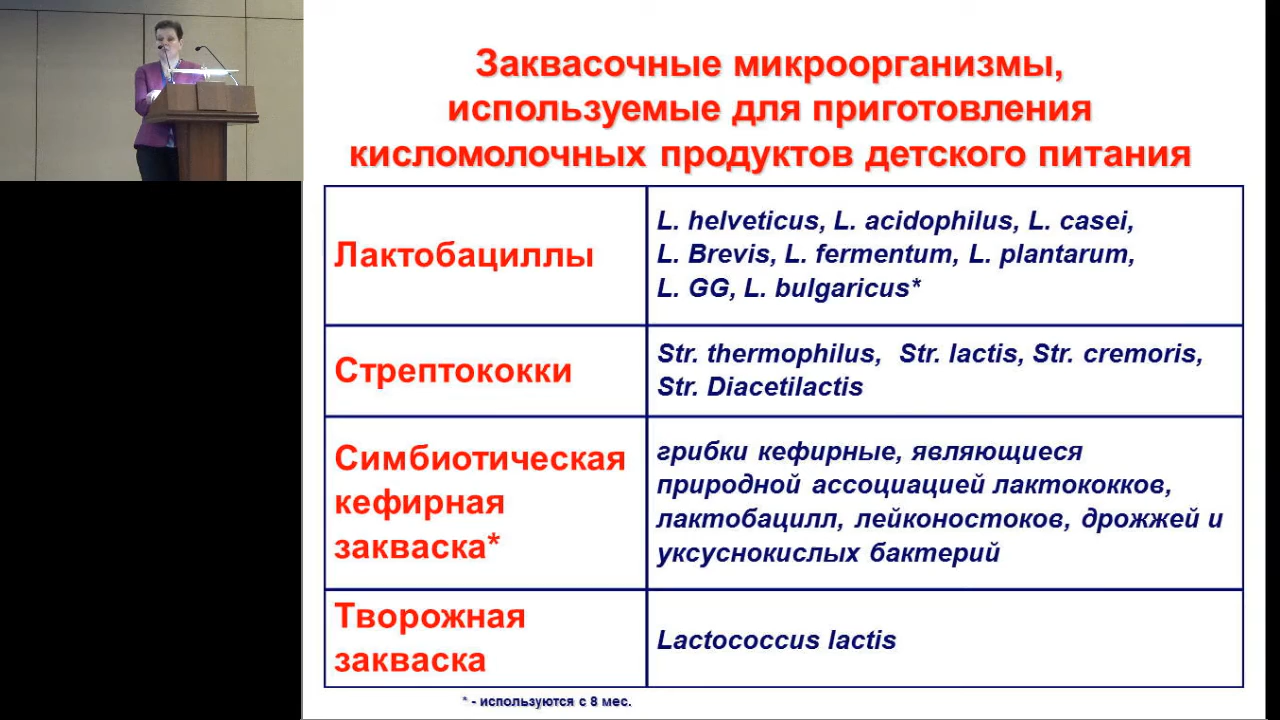 Заквасочные микроорганизмы,
используемые для приготовления
кисломолочных продуктов детского питания
Лактобациллы
L. helveticus, L. acidophilus, L. casei,
L. Brevis, L. fermentum, L. plantarum,
L. GG, L. bulgaricus*
Стрептококки
Str. thermophilus, Str. lactis, Str. cremoris,
Str. Diacetilactis
Симбиотическая
кефирная
закваска*
грибки кефирные, являющиеся
природной ассоциацией лактококков,
лактобацилл, лейконостоков, дрожжей и
уксуснокислых бактерий
Творожная
закваска
Lactococcus lactis
* - используются с 8 мес.